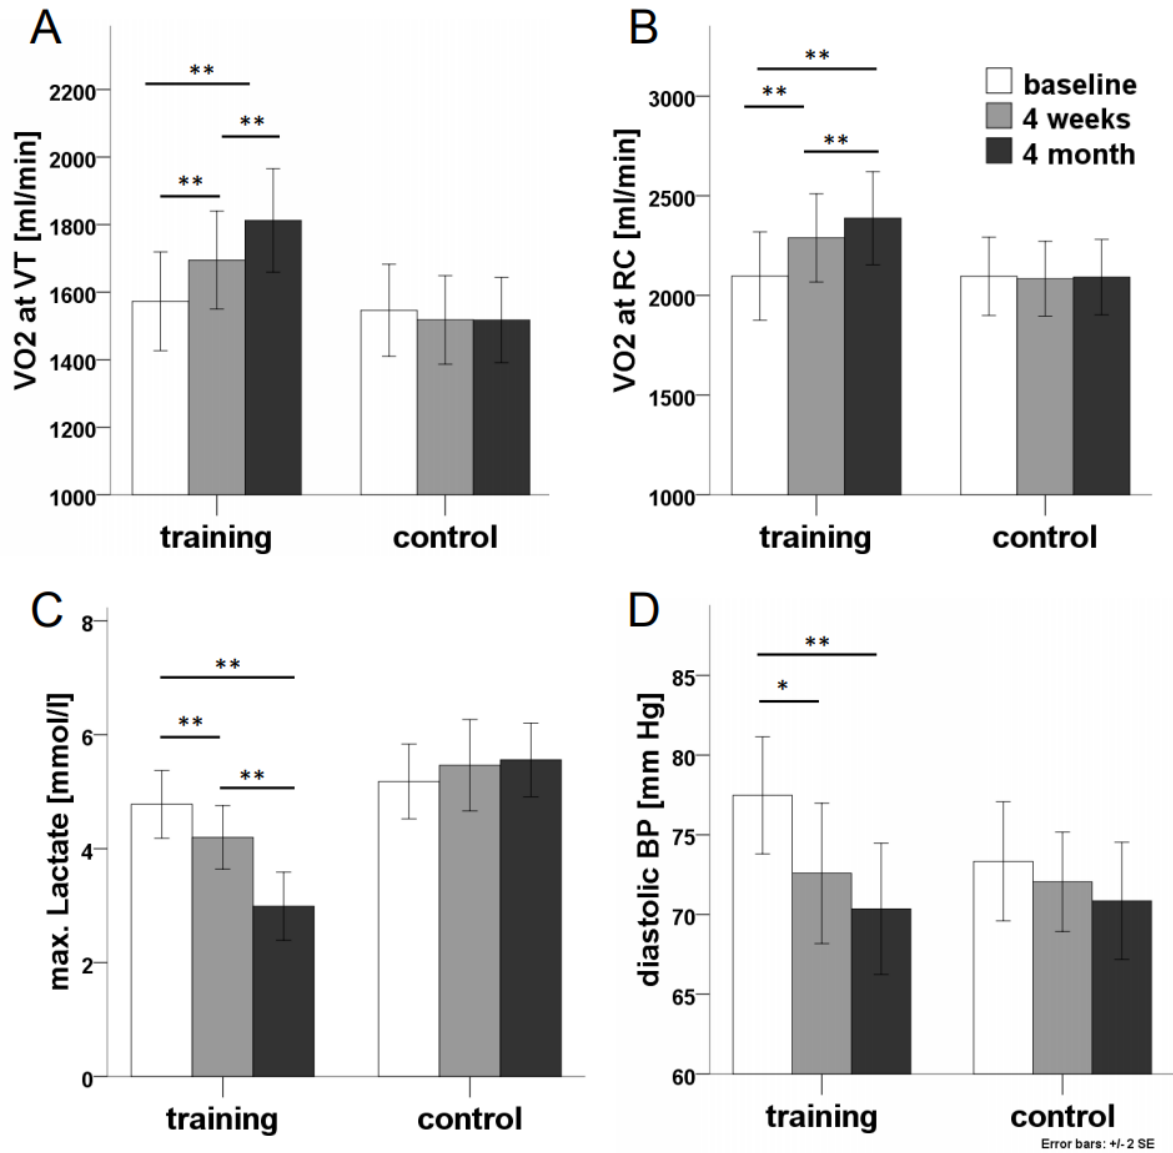 A
VO2 at VT [ml/min]
2200
2000
1800
1600
1400
1200
1000
**
**
**
training
control
B
VO2 at RC [ml/min]
3000
2500
2000
1500
1000
**
**
**
baseline
4 weeks
4 month
training
control
C
max. Lactate [mmol/l]
8
6
4
2
0
**
**
**
training
control
D
diastolic BP [mm Hg]
85
80
75
70
65
60
**
*
training
control
Error bars: +/- 2 SE